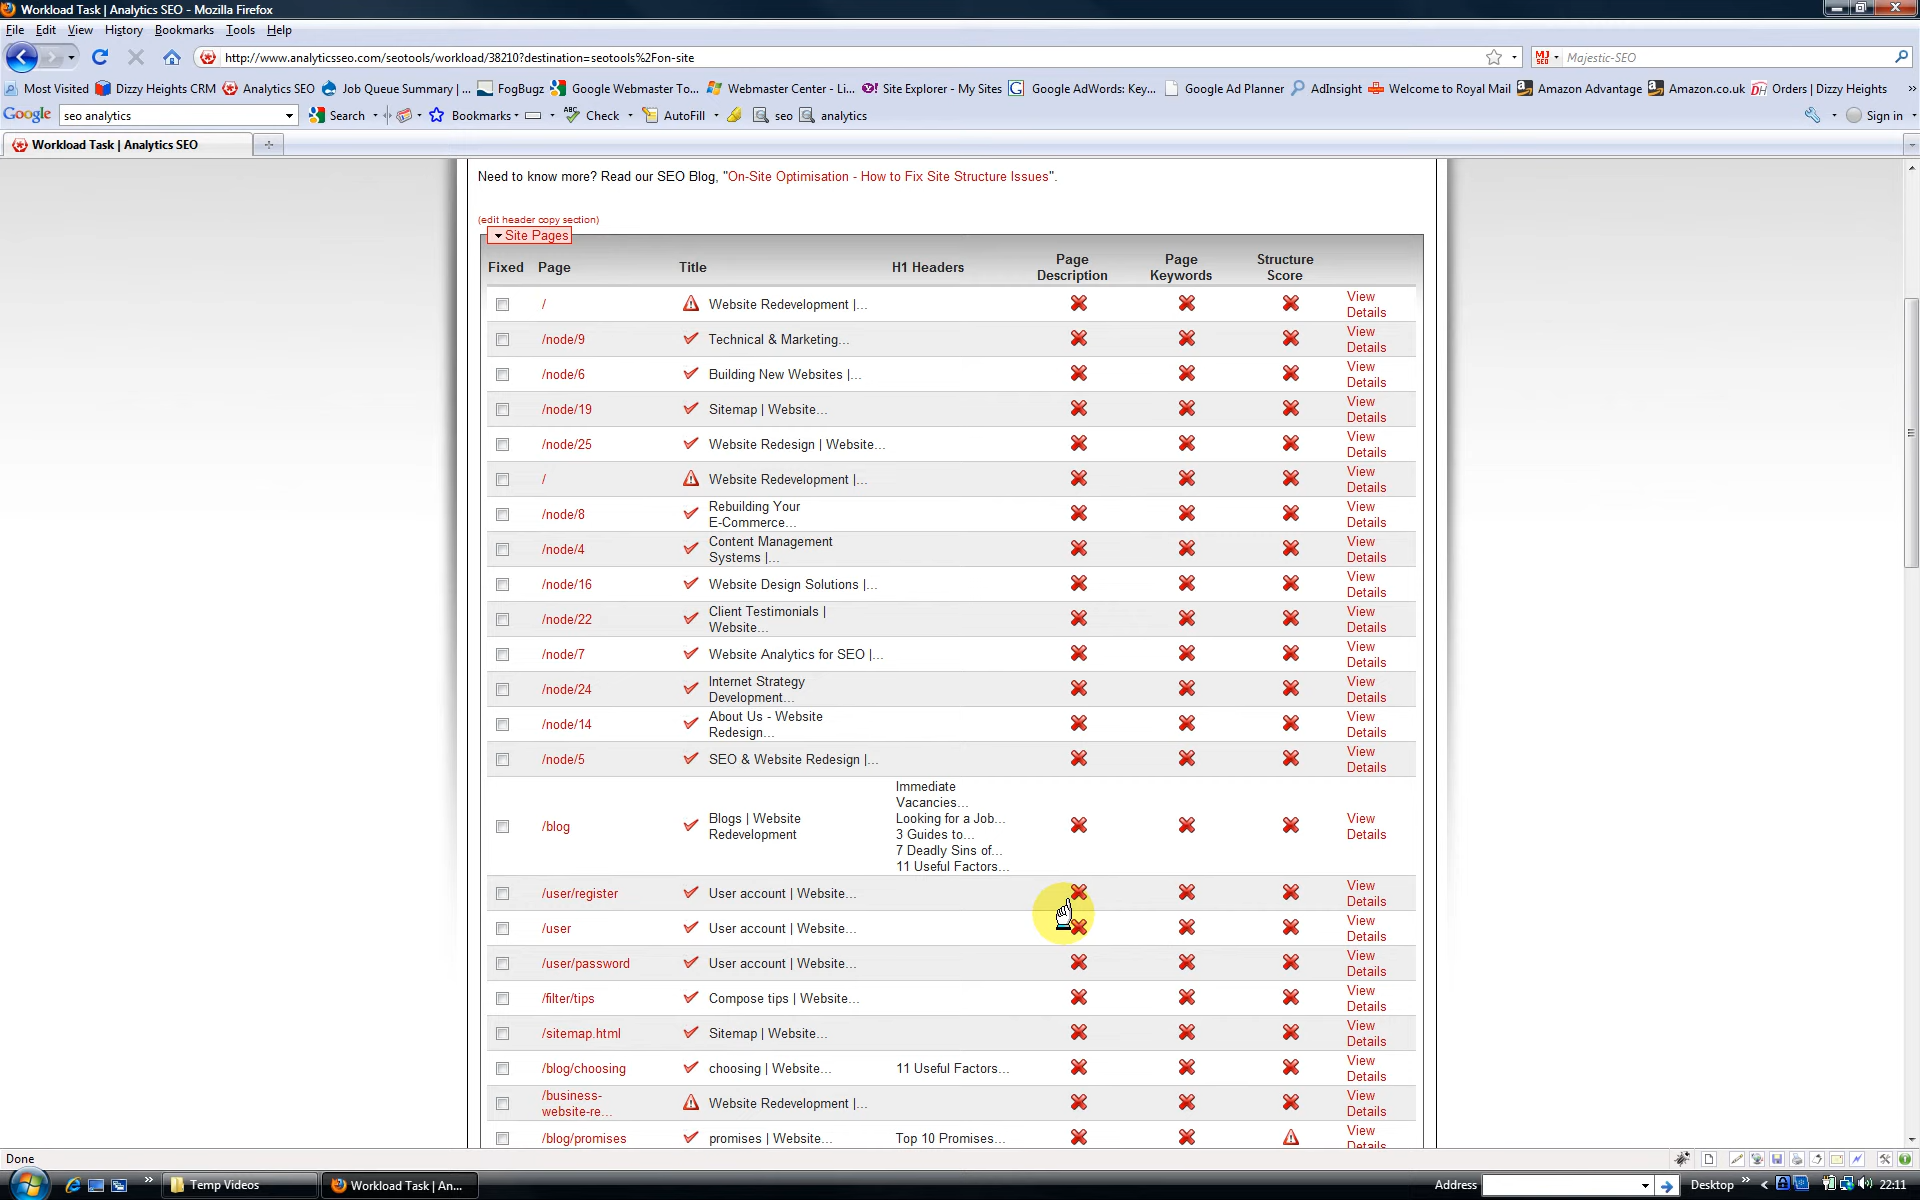 Workload Task | Analytics SEO - Mozilla Firefox
File Edit View History Bookmarks Tools Help
http://www.analyticsseo.com/seotools/workload/38210?destination=seotools%2Fon-site
MJ SEO Majestic-SEO
Most Visited Dizzy Heights CRM Analytics SEO Job Queue Summary | ... FogBugz Google Webmaster To... Webmaster Center - Li... Site Explorer - My Sites Google AdWords: Key... Google Ad Planner AdInsight Welcome to Royal Mail Amazon Advantage Amazon.co.uk Orders | Dizzy Heights
Google seo analytics Search Bookmarks Check AutoFill seo analytics Sign in
Workload Task | Analytics SEO
Need to know more? Read our SEO Blog, "On-Site Optimisation - How to Fix Site Structure Issues".
(edit header copy section)
Site Pages
Fixed Page Title H1 Headers Page Description Page Keywords Structure Score
/ Website Redevelopment |... View Details
/node/9 Technical & Marketing... View Details
/node/6 Building New Websites |... View Details
/node/19 Sitemap | Website... View Details
/node/25 Website Redesign | Website... View Details
/ Website Redevelopment |... View Details
/node/8 Rebuilding Your E-Commerce... View Details
/node/4 Content Management Systems |... View Details
/node/16 Website Design Solutions |... View Details
/node/22 Client Testimonials | Website... View Details
/node/7 Website Analytics for SEO |... View Details
/node/24 Internet Strategy Development... View Details
/node/14 About Us - Website Redesign... View Details
/node/5 SEO & Website Redesign |... View Details
/blog Blogs | Website Redevelopment Immediate Vacancies... Looking for a Job... 3 Guides to... 7 Deadly Sins of... 11 Useful Factors... View Details
/user/register User account | Website... View Details
/user User account | Website... View Details
/user/password User account | Website... View Details
/filter/tips Compose tips | Website... View Details
/sitemap.html Sitemap | Website... View Details
/blog/choosing choosing | Website... 11 Useful Factors... View Details
/business-website-re... Website Redevelopment |... View Details
/blog/promises promises | Website... Top 10 Promises... View Details
Done
Temp Videos Workload Task | An... Address Desktop 22:11